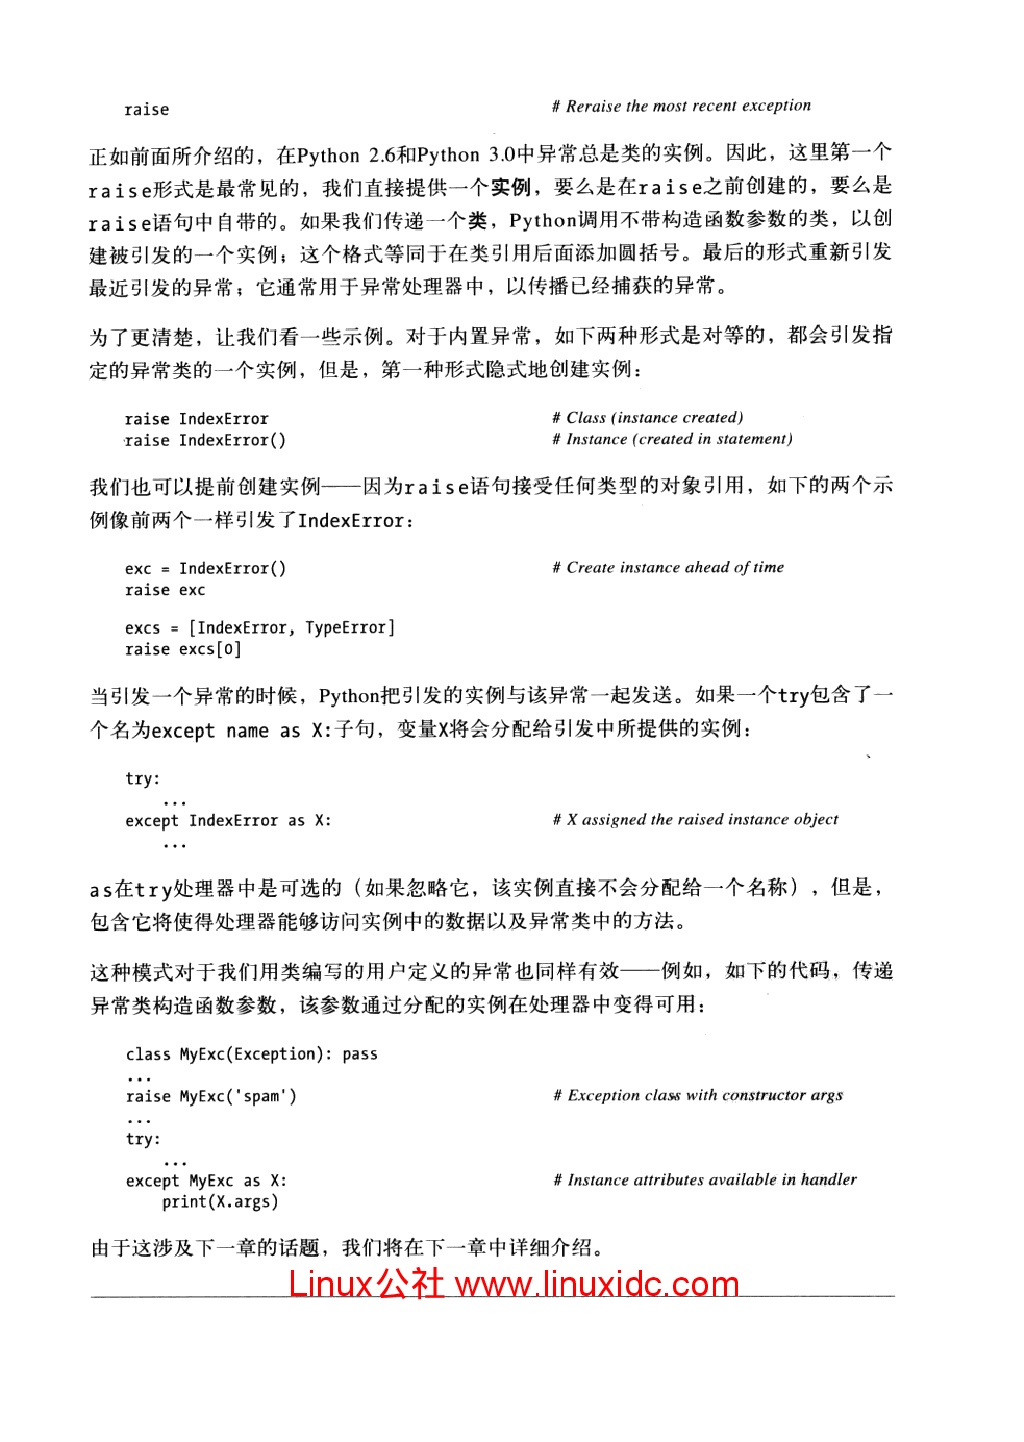 raise # Reraise the most recent exception
正如前面所介绍的，在Python 2.6和Python 3.0中异常总是类的实例。因此，这里第一个
raise形式是最常见的，我们直接提供一个实例，要么是在raise之前创建的，要么是
raise语句中自带的。如果我们传递一个类，Python调用不带构造函数参数的类，以创
建被引发的一个实例；这个格式等同于在类引用后面添加圆括号。最后的形式重新引发
最近引发的异常；它通常用于异常处理器中，以传播已经捕获的异常。
为了更清楚，让我们看一些示例。对于内置异常，如下两种形式是对等的，都会引发指
定的异常类的一个实例，但是，第一种形式隐式地创建实例：
raise IndexError # Class (instance created)
raise IndexError() # Instance (created in statement)
我们也可以提前创建实例——因为raise语句接受任何类型的对象引用，如下的两个示
例像前两个一样引发了IndexError：
exc = IndexError() # Create instance ahead of time
raise exc
excs = [IndexError, TypeError]
raise excs[0]
当引发一个异常的时候，Python把引发的实例与该异常一起发送。如果一个try包含了一
个名为except name as X:子句，变量X将会分配给引发中所提供的实例：
try:
...
except IndexError as X: # X assigned the raised instance object
...
as在try处理器中是可选的（如果忽略它，该实例直接不会分配给一个名称），但是，
包含它将使得处理器能够访问实例中的数据以及异常类中的方法。
这种模式对于我们用类编写的用户定义的异常也同样有效——例如，如下的代码，传递
异常类构造函数参数，该参数通过分配的实例在处理器中变得可用：
class MyExc(Exception): pass
...
raise MyExc('spam') # Exception class with constructor args
...
try:
...
except MyExc as X: # Instance attributes available in handler
print(X.args)
由于这涉及下一章的话题，我们将在下一章中详细介绍。
Linux公社 www.linuxidc.com